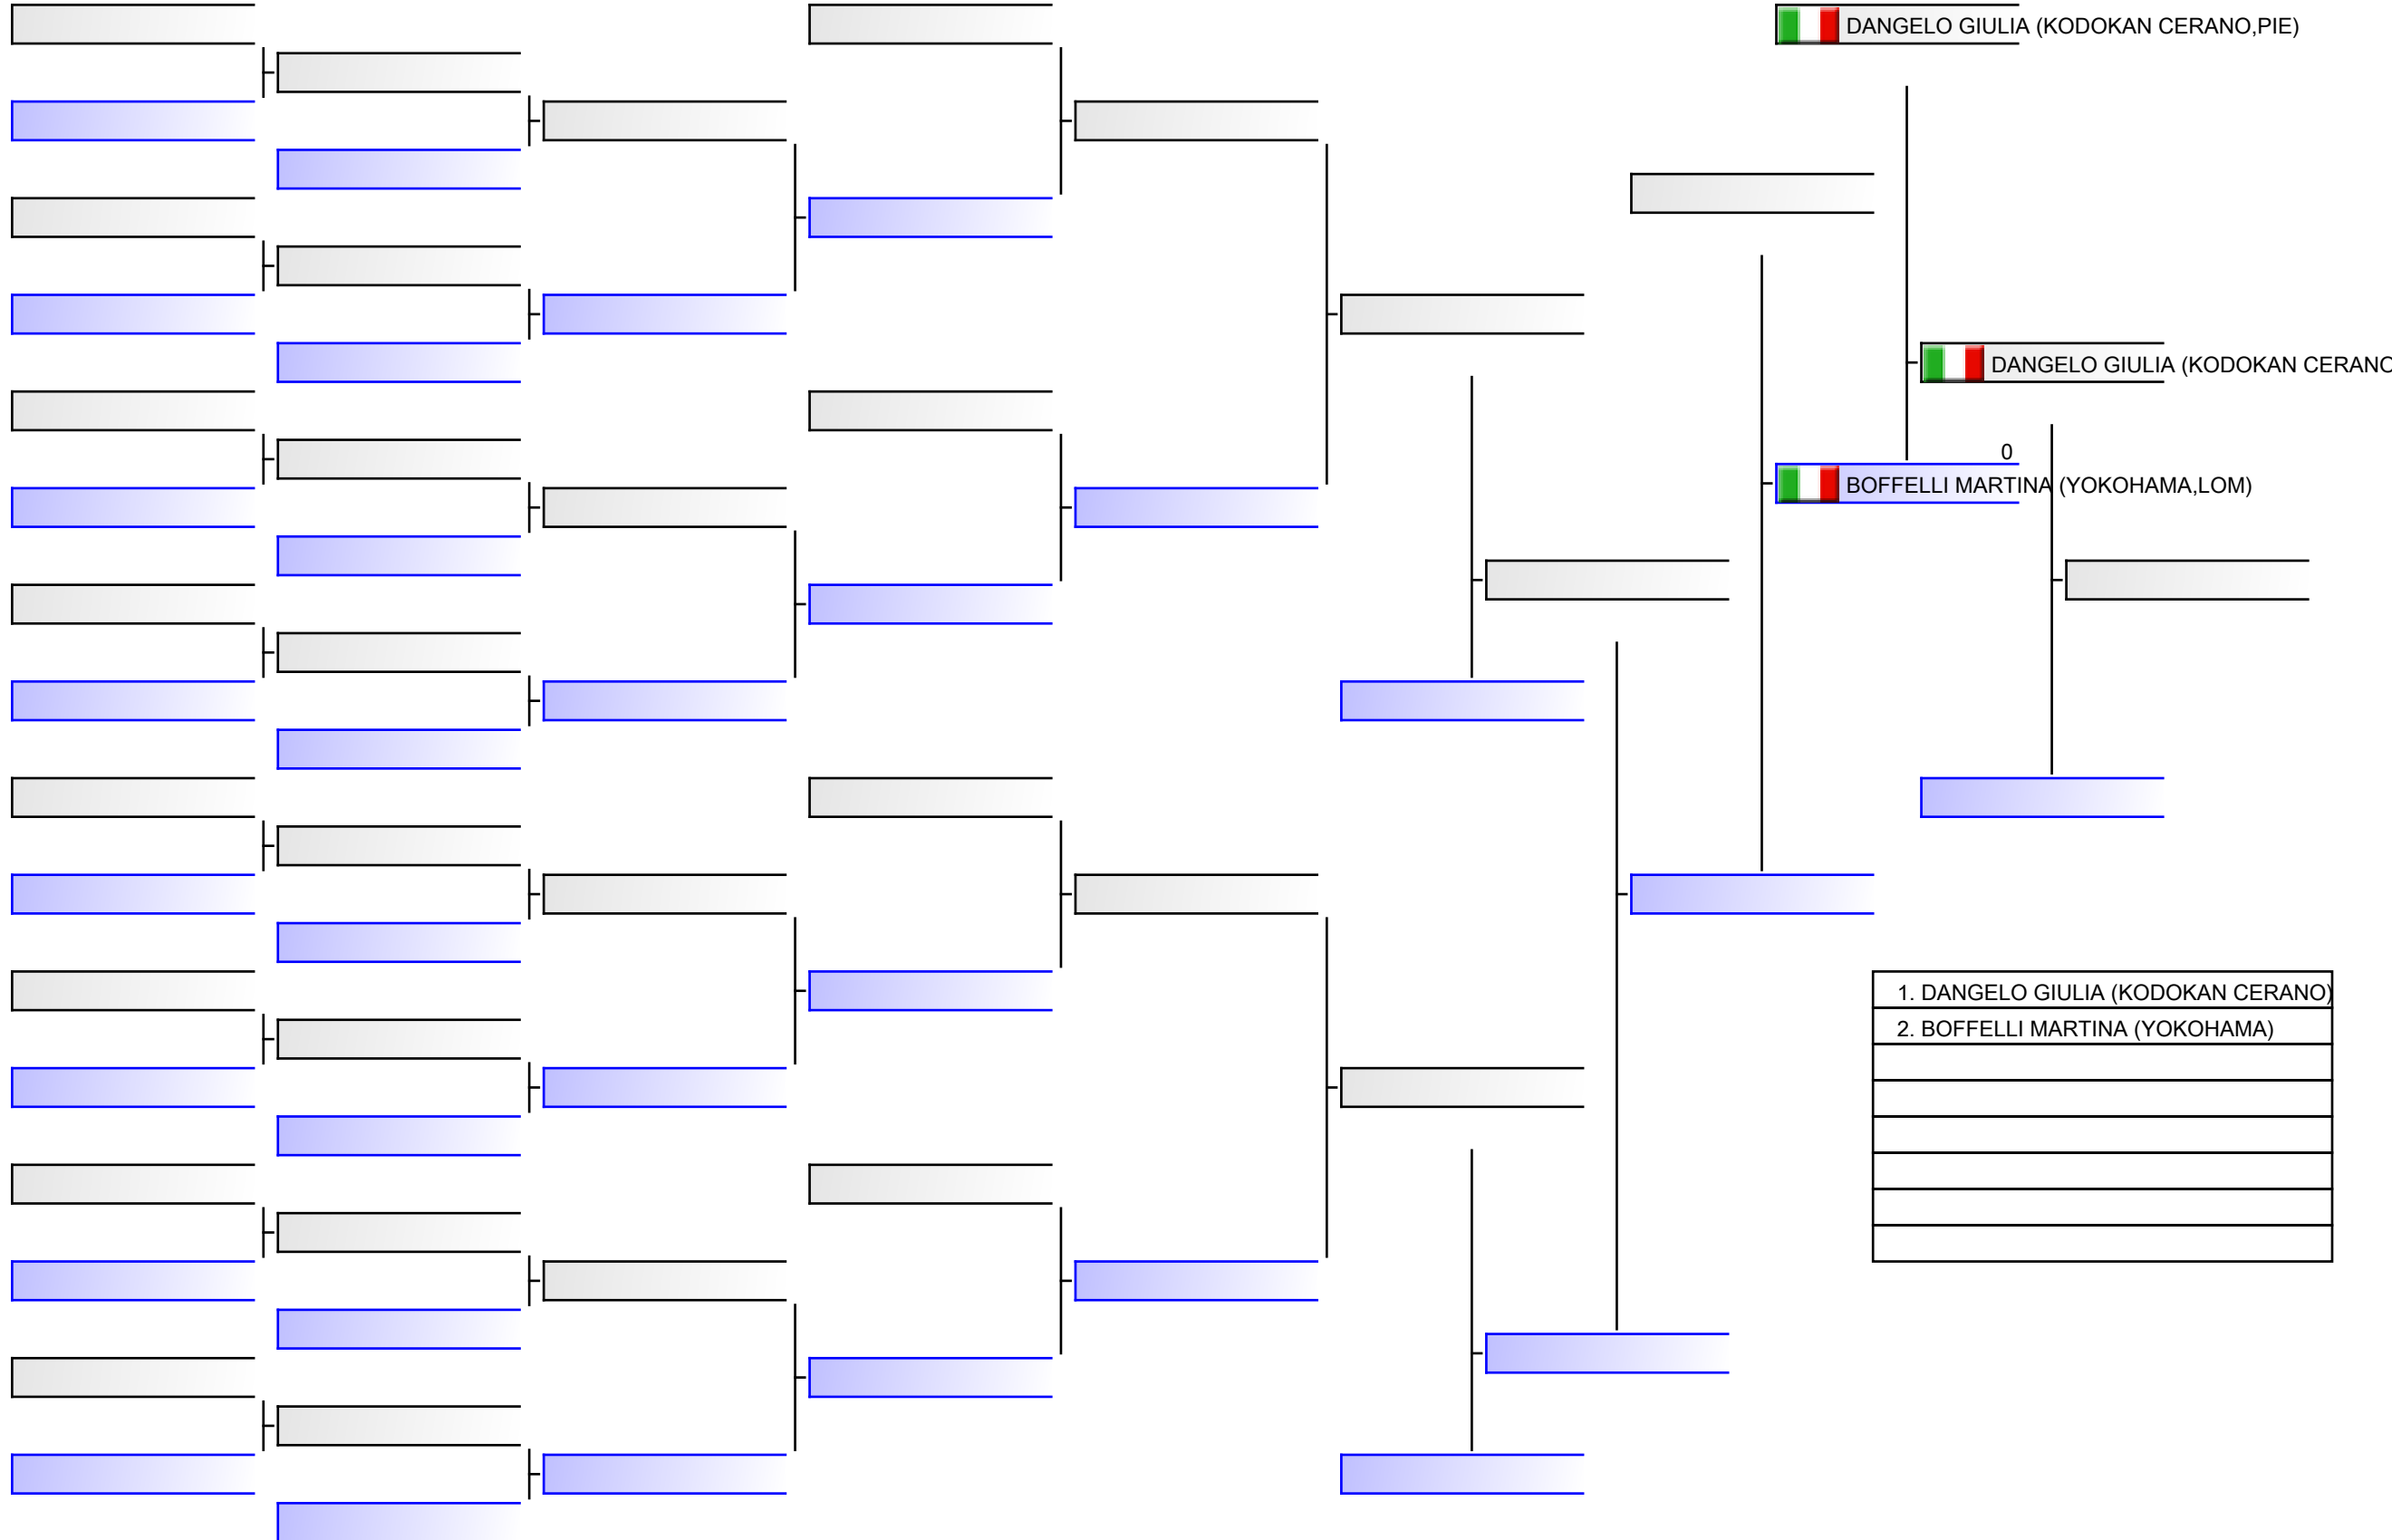 DANGELO GIULIA (KODOKAN CERANO,PIE)
DANGELO GIULIA (KODOKAN CERANO
0
BOFFELLI MARTINA (YOKOHAMA,LOM)
1. DANGELO GIULIA (KODOKAN CERANO)
2. BOFFELLI MARTINA (YOKOHAMA)